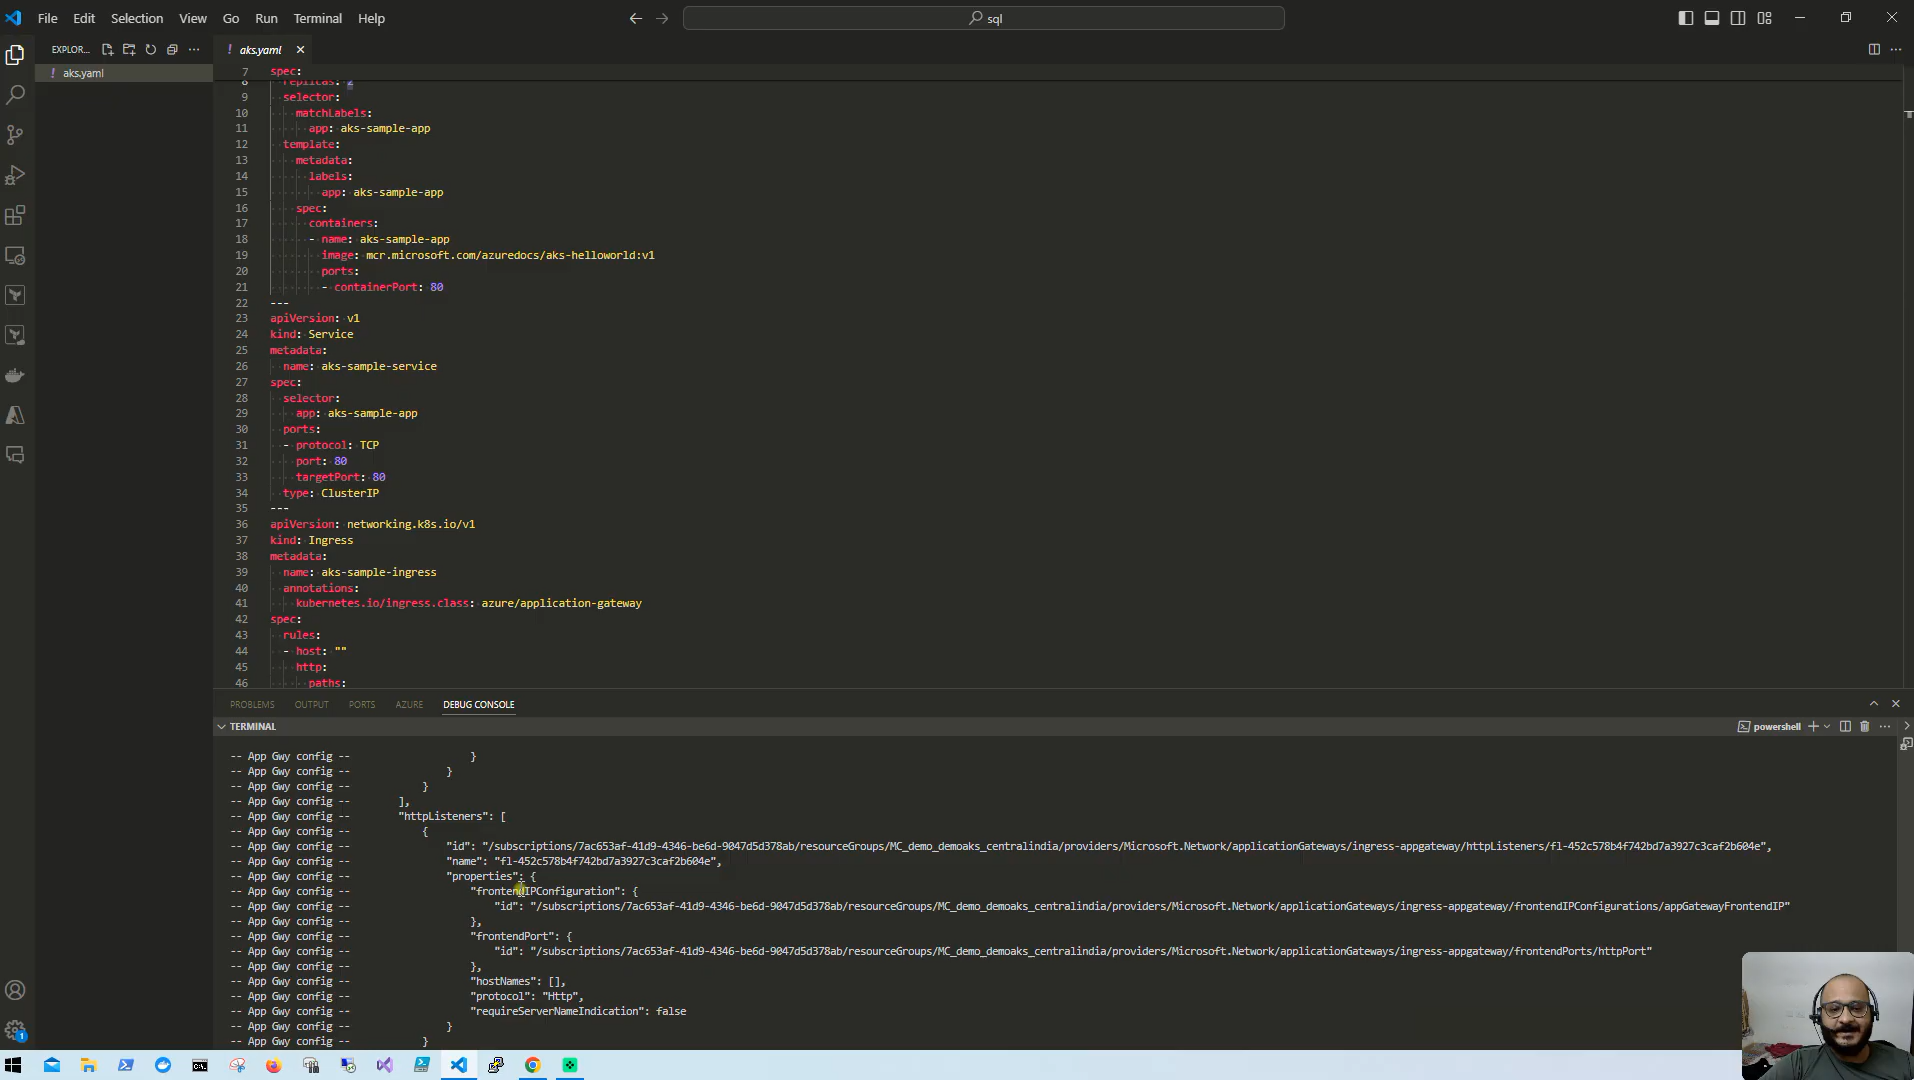 File Edit Selection View Go Run Terminal Help
sql
EXPLOR...
! aks.yaml
! aks.yaml
7 spec:
8 replicas: 2
9 selector:
10 matchLabels:
11 app: aks-sample-app
12 template:
13 metadata:
14 labels:
15 app: aks-sample-app
16 spec:
17 containers:
18 - name: aks-sample-app
19 image: mcr.microsoft.com/azuredocs/aks-helloworld:v1
20 ports:
21 - containerPort: 80
22 ---
23 apiVersion: v1
24 kind: Service
25 metadata:
26 name: aks-sample-service
27 spec:
28 selector:
29 app: aks-sample-app
30 ports:
31 - protocol: TCP
32 port: 80
33 targetPort: 80
34 type: ClusterIP
35 ---
36 apiVersion: networking.k8s.io/v1
37 kind: Ingress
38 metadata:
39 name: aks-sample-ingress
40 annotations:
41 kubernetes.io/ingress.class: azure/application-gateway
42 spec:
43 rules:
44 - host: ""
45 http:
46 paths:
PROBLEMS OUTPUT PORTS AZURE DEBUG CONSOLE
TERMINAL
powershell
-- App Gwy config -- }
-- App Gwy config -- }
-- App Gwy config -- }
-- App Gwy config -- ],
-- App Gwy config -- "httpListeners": [
-- App Gwy config -- {
-- App Gwy config -- "id": "/subscriptions/7ac653af-41d9-4346-be6d-9047d5d378ab/resourceGroups/MC_demo_demoaks_centralindia/providers/Microsoft.Network/applicationGateways/ingress-appgateway/httpListeners/fl-452c578b4f742bd7a3927c3caf2b604e",
-- App Gwy config -- "name": "fl-452c578b4f742bd7a3927c3caf2b604e",
-- App Gwy config -- "properties": {
-- App Gwy config -- "frontendIPConfiguration": {
-- App Gwy config -- "id": "/subscriptions/7ac653af-41d9-4346-be6d-9047d5d378ab/resourceGroups/MC_demo_demoaks_centralindia/providers/Microsoft.Network/applicationGateways/ingress-appgateway/frontendIPConfigurations/appGatewayFrontendIP"
-- App Gwy config -- },
-- App Gwy config -- "frontendPort": {
-- App Gwy config -- "id": "/subscriptions/7ac653af-41d9-4346-be6d-9047d5d378ab/resourceGroups/MC_demo_demoaks_centralindia/providers/Microsoft.Network/applicationGateways/ingress-appgateway/frontendPorts/httpPort"
-- App Gwy config -- },
-- App Gwy config -- "hostNames": [],
-- App Gwy config -- "protocol": "Http",
-- App Gwy config -- "requireServerNameIndication": false
-- App Gwy config -- }
-- App Gwy config -- }
1